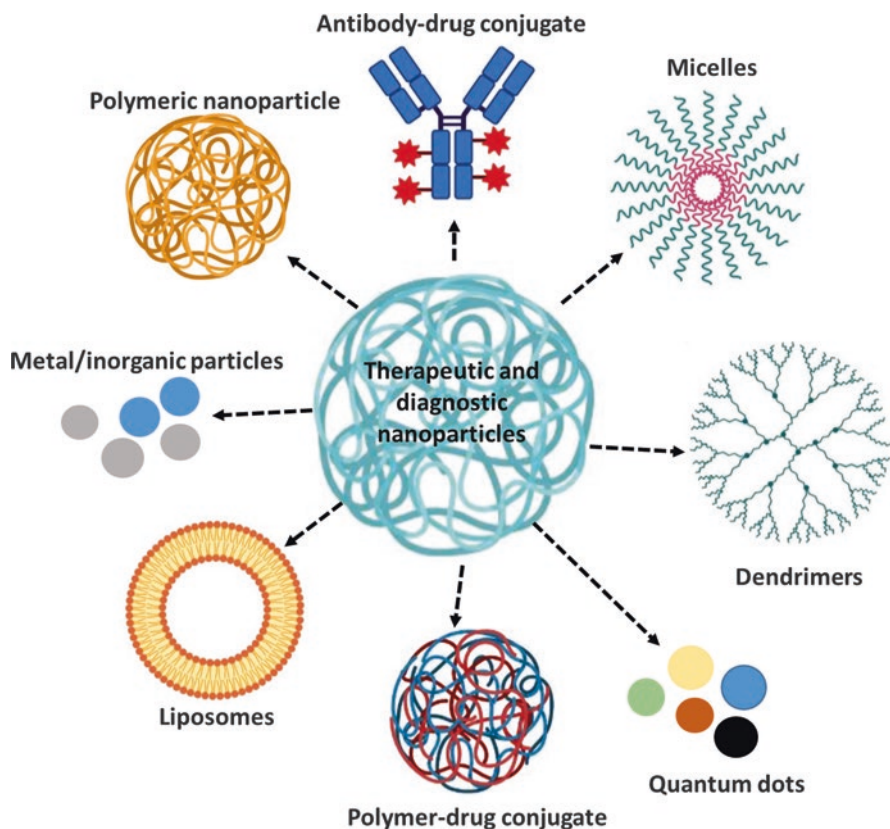 Antibody-drug conjugate
Micelles
Polymeric nanoparticle
Metal/inorganic particles
Therapeutic and
diagnostic
nanoparticles
Dendrimers
Liposomes
Quantum dots
Polymer-drug conjugate